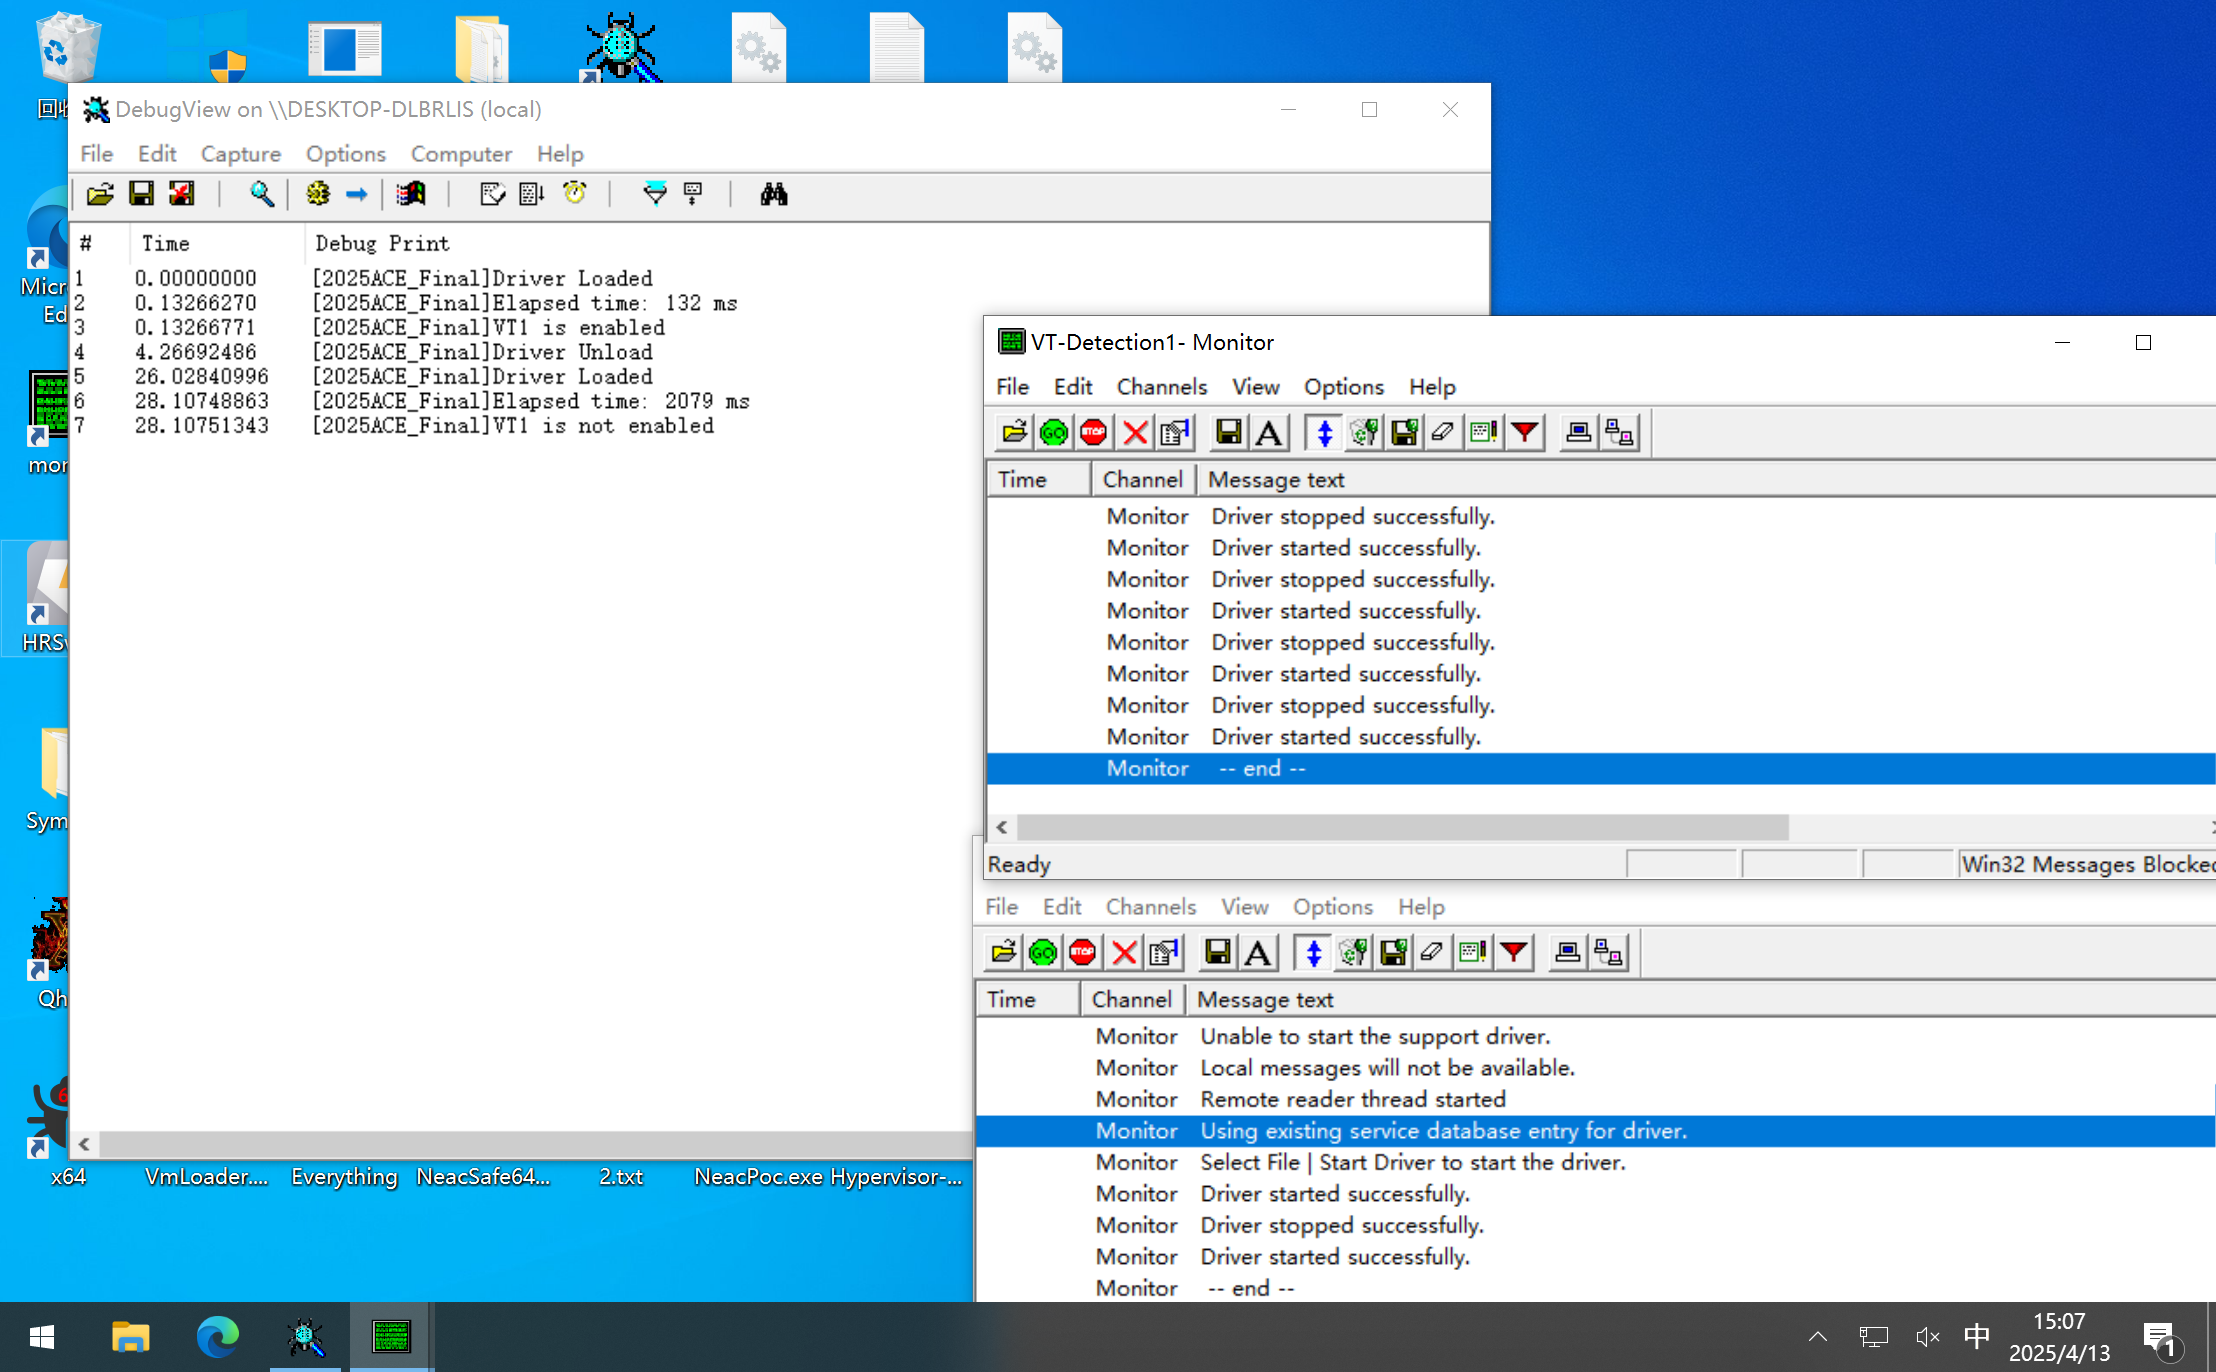 DebugView on \\DESKTOP-DLBRLIS (local)
File Edit Capture Options Computer Help
# Time Debug Print
1 0.00000000 [2025ACE_Final]Driver Loaded
2 0.13266270 [2025ACE_Final]Elapsed time: 132 ms
3 0.13266771 [2025ACE_Final]VT1 is enabled
4 4.26692486 [2025ACE_Final]Driver Unload
5 26.02840996 [2025ACE_Final]Driver Loaded
6 28.10748863 [2025ACE_Final]Elapsed time: 2079 ms
7 28.10751343 [2025ACE_Final]VT1 is not enabled
VT-Detection1- Monitor
File Edit Channels View Options Help
GO STOP A
Time Channel Message text
Monitor Driver stopped successfully.
Monitor Driver started successfully.
Monitor Driver stopped successfully.
Monitor Driver started successfully.
Monitor Driver stopped successfully.
Monitor Driver started successfully.
Monitor Driver stopped successfully.
Monitor Driver started successfully.
Monitor -- end --
Ready
Win32 Messages Blocked
File Edit Channels View Options Help
GO STOP A
Time Channel Message text
Monitor Unable to start the support driver.
Monitor Local messages will not be available.
Monitor Remote reader thread started
Monitor Using existing service database entry for driver.
Monitor Select File | Start Driver to start the driver.
Monitor Driver started successfully.
Monitor Driver stopped successfully.
Monitor Driver started successfully.
Monitor -- end --
回收
Micr
Ed
mon
HRSw
Sym
Qh
x64 VmLoader.... Everything NeacSafe64... 2.txt NeacPoc.exe Hypervisor-...
中
15:07
2025/4/13
1